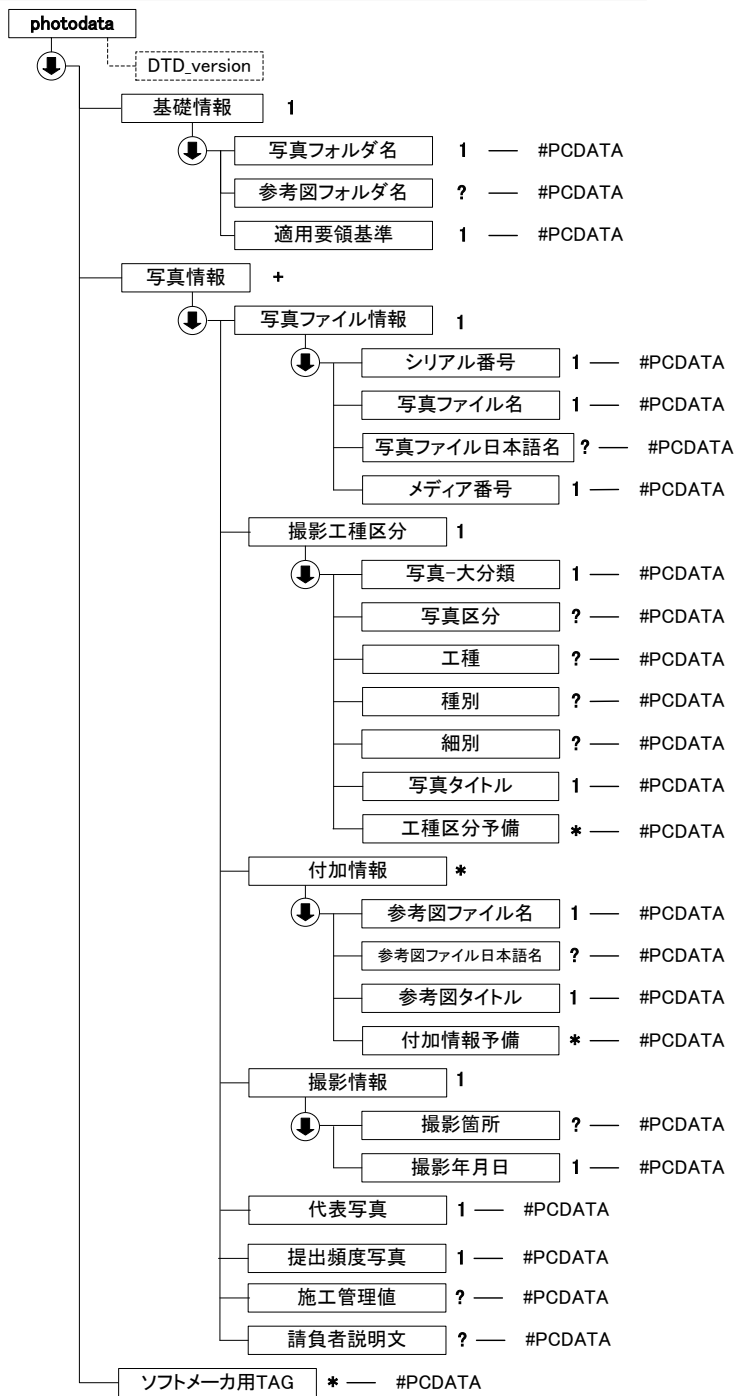 photodata
DTD_version
基礎情報 1
写真フォルダ名 1 #PCDATA
参考図フォルダ名 ? #PCDATA
適用要領基準 1 #PCDATA
写真情報 +
写真ファイル情報 1
シリアル番号 1 #PCDATA
写真ファイル名 1 #PCDATA
写真ファイル日本語名 ? #PCDATA
メディア番号 1 #PCDATA
撮影工種区分 1
写真-大分類 1 #PCDATA
写真区分 ? #PCDATA
工種 ? #PCDATA
種別 ? #PCDATA
細別 ? #PCDATA
写真タイトル 1 #PCDATA
工種区分予備 * #PCDATA
付加情報 *
参考図ファイル名 1 #PCDATA
参考図ファイル日本語名 ? #PCDATA
参考図タイトル 1 #PCDATA
付加情報予備 * #PCDATA
撮影情報 1
撮影箇所 ? #PCDATA
撮影年月日 1 #PCDATA
代表写真 1 #PCDATA
提出頻度写真 1 #PCDATA
施工管理値 ? #PCDATA
請負者説明文 ? #PCDATA
ソフトメーカ用TAG * #PCDATA